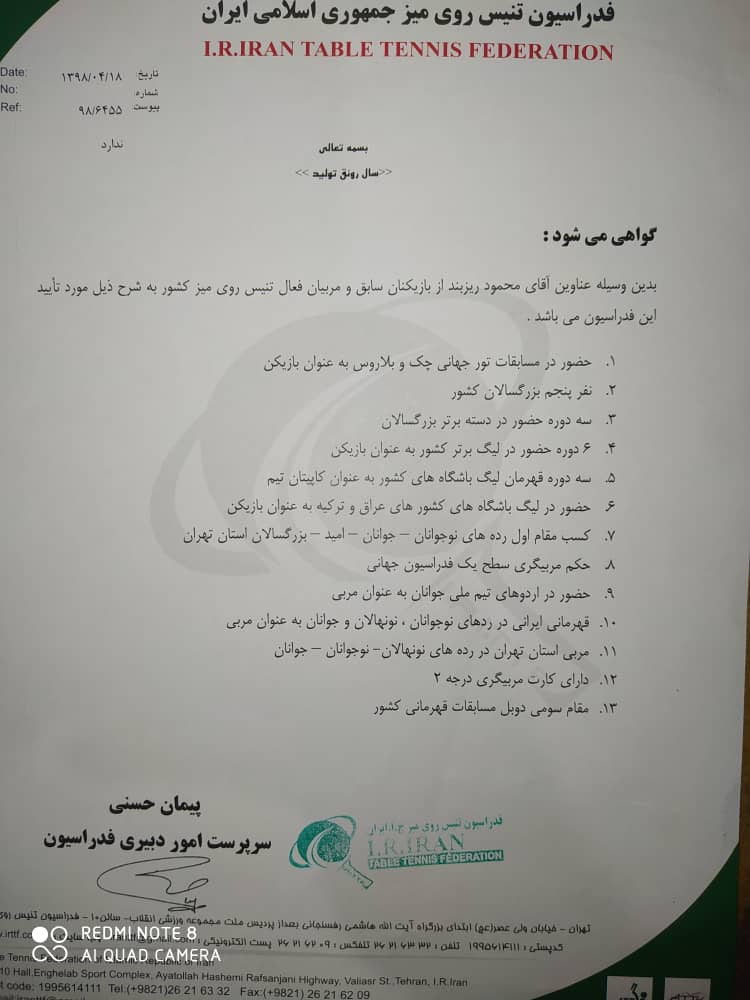 فدراسیون تنیس روی میز جمهوری اسلامی ایران
I.R.IRAN TABLE TENNIS FEDERATION
Date: ۱۳۹۸/۰۴/۱۸ تاریخ:
No: شماره:
Ref: ۹۸/۶۴۵۵ پیوست:
ندارد
بسمه تعالی
<<سال رونق تولید>>
گواهی می شود :
بدین وسیله عناوین آقای محمود ریزبند از بازیکنان سابق و مربیان فعال تنیس روی میز کشور به شرح ذیل مورد تأیید
این فدراسیون می باشد .
۱. حضور در مسابقات تور جهانی چک و بلاروس به عنوان بازیکن
۲. نفر پنجم بزرگسالان کشور
۳. سه دوره حضور در دسته برتر بزرگسالان
۴. ۶ دوره حضور در لیگ برتر کشور به عنوان بازیکن
۵. سه دوره قهرمان لیگ باشگاه های کشور به عنوان کاپیتان تیم
۶. حضور در لیگ باشگاه های کشور های عراق و ترکیه به عنوان بازیکن
۷. کسب مقام اول رده های نوجوانان – جوانان – امید – بزرگسالان استان تهران
۸. حکم مربیگری سطح یک فدراسیون جهانی
۹. حضور در اردوهای تیم ملی جوانان به عنوان مربی
۱۰. قهرمانی ایرانی در ردهای نوجوانان ، نونهالان و جوانان به عنوان مربی
۱۱. مربی استان تهران در رده های نونهالان- نوجوانان – جوانان
۱۲. دارای کارت مربیگری درجه ۲
۱۳. مقام سومی دوبل مسابقات قهرمانی کشور
پیمان حسنی
سرپرست امور دبیری فدراسیون
فدراسیون تنیس روی میز ج.ا.ایران
I.R.IRAN
TABLE TENNIS FEDERATION
تهران - خیابان ولی عصر(عج) ابتدای بزرگراه آیت الله هاشمی رفسنجانی بعداز پردیس ملت مجموعه ورزشی انقلاب- سالن۱۰ - فدراسیون تنیس روی
کدپستی : ۱۹۹۵۶۱۴۱۱۱ تلفن : ۲۶۲۱۶۳۳۲ تلفکس : ۲۶۲۱۶۲۰۹ پست الکترونیکی :
Tennis Federation of Islamic Republic of Iran
10 Hall,Enghelab Sport Complex, Ayatollah Hashemi Rafsanjani Highway, Valiasr St.,Tehran, I.R.Iran
code: 1995614111 Tel:(+9821)26 21 63 32 Fax:(+9821) 26 21 62 09
REDMI NOTE 8
AI QUAD CAMERA